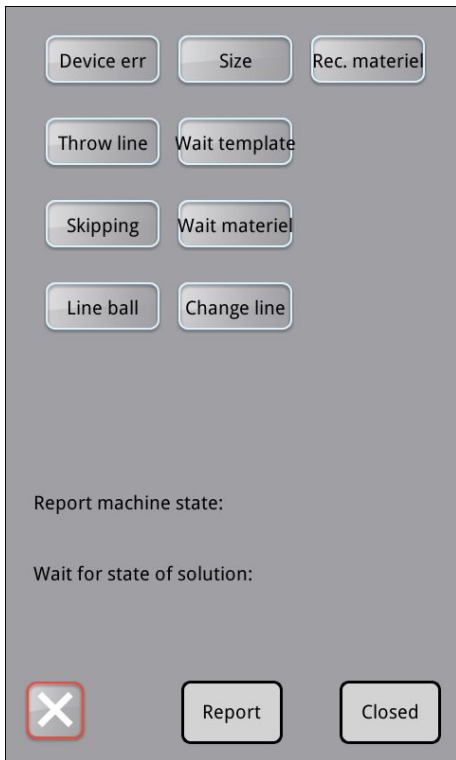 Device err
Size
Rec. materiel
Throw line
Wait template
Skipping
Wait materiel
Line ball
Change line
Report machine state:
Wait for state of solution:
Report
Closed